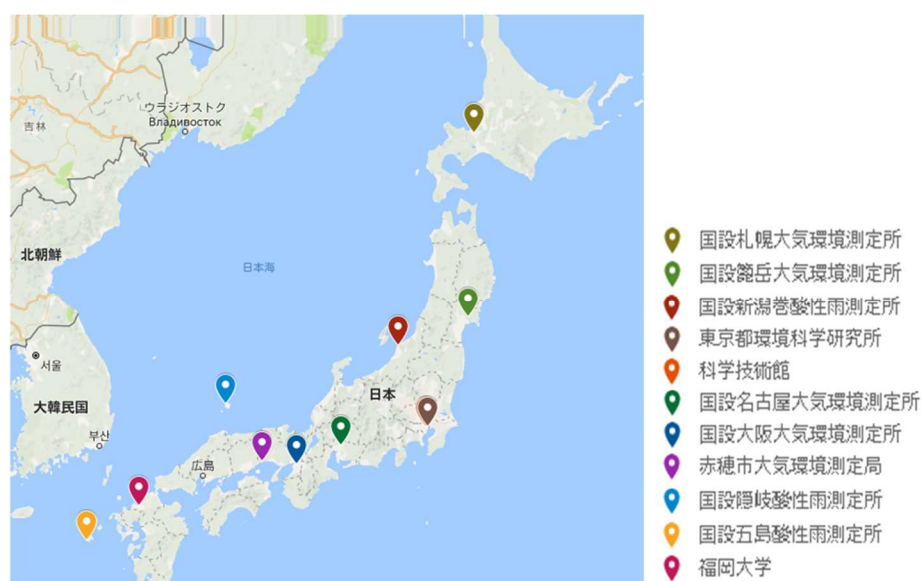 ウラジオストク
Владивосток
吉林
北朝鮮
日本海
서울
大韓民国
日本
부산
広島
国設札幌大気環境測定所
国設箆岳大気環境測定所
国設新潟巻酸性雨測定所
東京都環境科学研究所
科学技術館
国設名古屋大気環境測定所
国設大阪大気環境測定所
赤穂市大気環境測定局
国設隠岐酸性雨測定所
国設五島酸性雨測定所
福岡大学